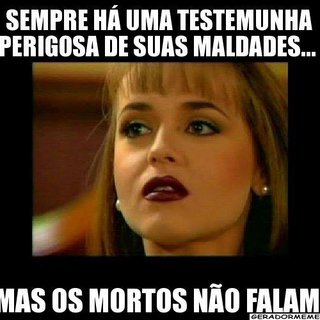 SEMPRE HÁ UMA TESTEMUNHA
PERIGOSA DE SUAS MALDADES...
MAS OS MORTOS NÃO FALAM
GERADORMEME